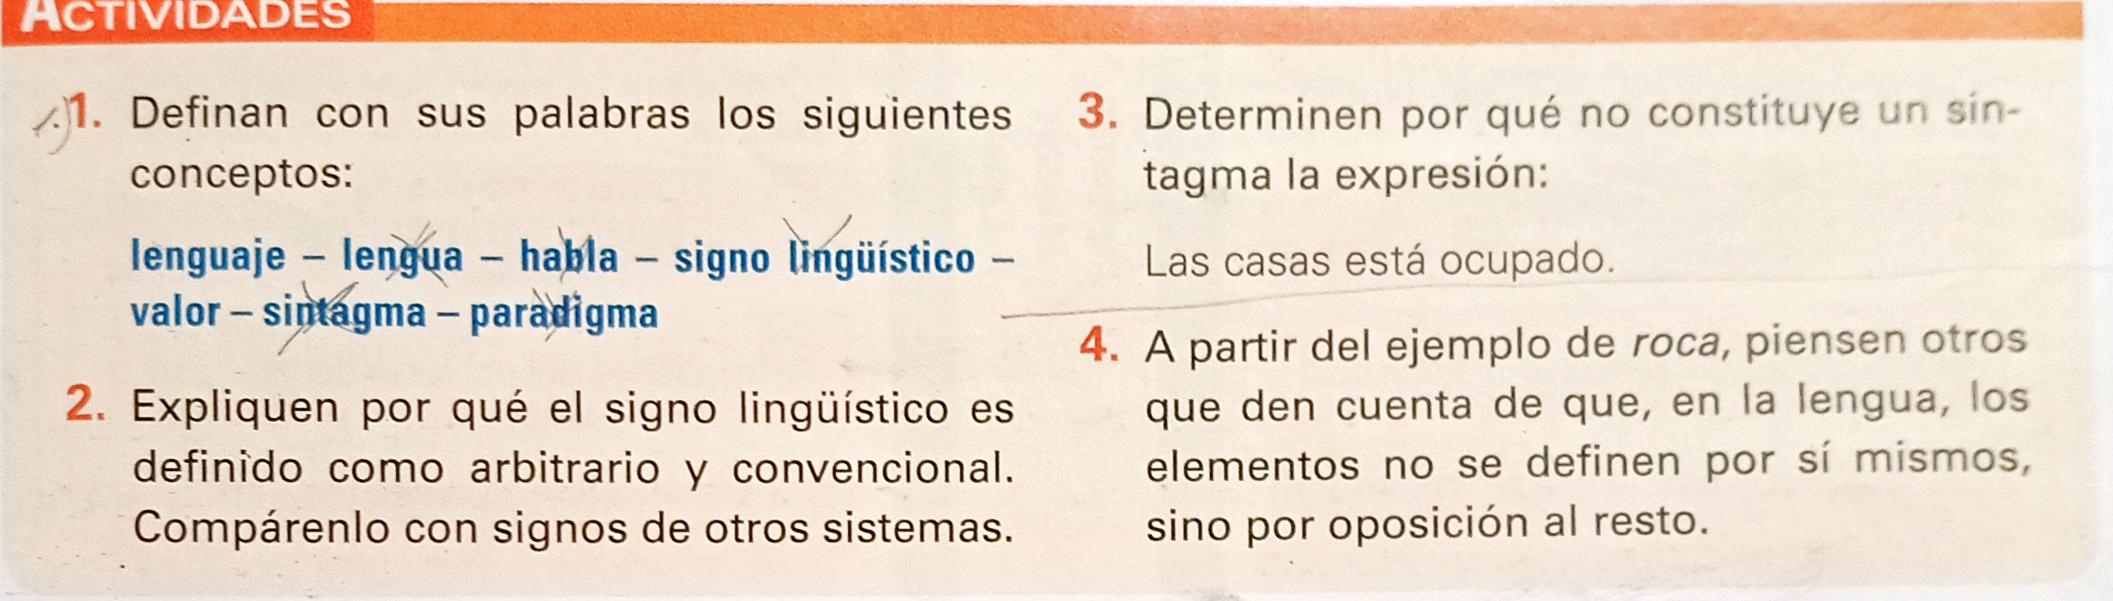 ACTIVIDADES
1. Definan con sus palabras los siguientes
conceptos:
lenguaje – lengua – habla – signo lingüístico –
valor – sintagma – paradigma
2. Expliquen por qué el signo lingüístico es
definido como arbitrario y convencional.
Compárenlo con signos de otros sistemas.
3. Determinen por qué no constituye un sin-
tagma la expresión:
Las casas está ocupado.
4. A partir del ejemplo de roca, piensen otros
que den cuenta de que, en la lengua, los
elementos no se definen por sí mismos,
sino por oposición al resto.